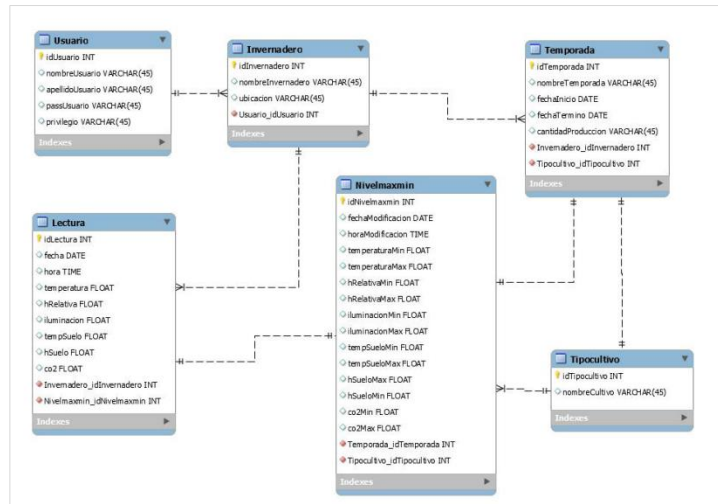 Usuario
idUsuario INT
nombreUsuario VARCHAR(45)
apellidoUsuario VARCHAR(45)
passUsuario VARCHAR(45)
privilegio VARCHAR(45)
Indexes
Invernadero
idInvernadero INT
nombreInvernadero VARCHAR(45)
ubicacion VARCHAR(45)
Usuario_idUsuario INT
Indexes
Temporada
idTemporada INT
nombreTemporada VARCHAR(45)
fechaInicio DATE
fechaTermino DATE
cantidadProduccion VARCHAR(45)
Invernadero_idInvernadero INT
Tipocultivo_idTipocultivo INT
Indexes
Lectura
idLectura INT
fecha DATE
hora TIME
temperatura FLOAT
hRelativa FLOAT
iluminacion FLOAT
tempSuelo FLOAT
hSuelo FLOAT
co2 FLOAT
Invernadero_idInvernadero INT
Nivelmaxmin_idNivelmaxmin INT
Indexes
Nivelmaxmin
idNivelmaxmin INT
fechaModificacion DATE
horaModificacion TIME
temperaturaMin FLOAT
temperaturaMax FLOAT
hRelativaMin FLOAT
hRelativaMax FLOAT
iluminacionMin FLOAT
iluminacionMax FLOAT
tempSueloMin FLOAT
tempSueloMax FLOAT
hSueloMax FLOAT
hSueloMin FLOAT
co2Min FLOAT
co2Max FLOAT
Temporada_idTemporada INT
Tipocultivo_idTipocultivo INT
Indexes
Tipocultivo
idTipocultivo INT
nombreCultivo VARCHAR(45)
Indexes